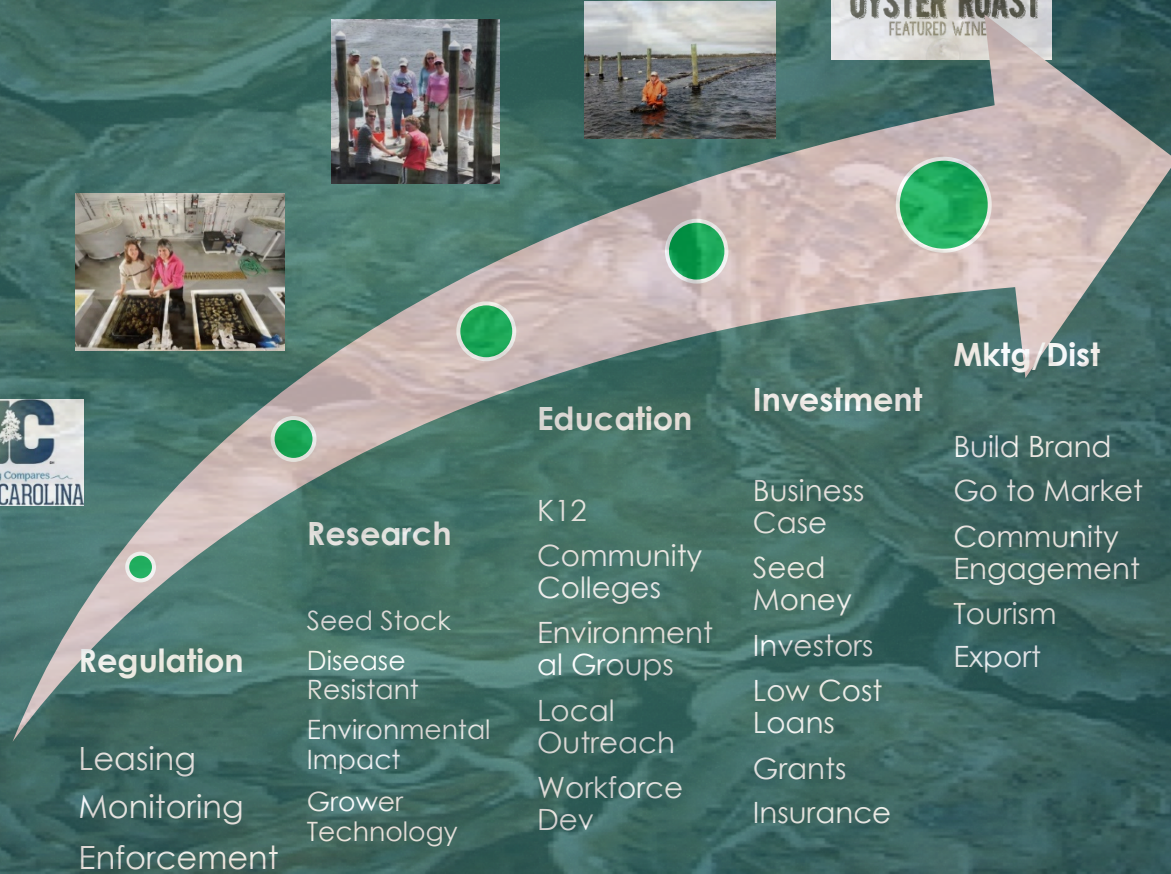 OYSTER ROAST
FEATURED WINE
Compares
CAROLINA
Regulation
Leasing
Monitoring
Enforcement
Research
Seed Stock
Disease
Resistant
Environmental
Impact
Grower
Technology
Education
K12
Community
Colleges
Environment
al Groups
Local
Outreach
Workforce
Dev
Investment
Business
Case
Seed
Money
Investors
Low Cost
Loans
Grants
Insurance
Mktg/Dist
Build Brand
Go to Market
Community
Engagement
Tourism
Export